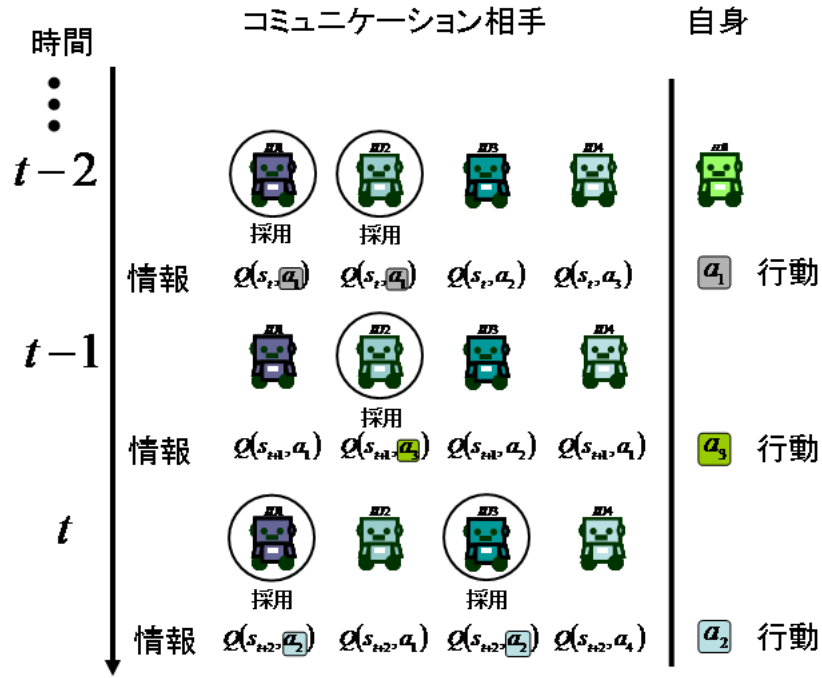 コミュニケーション相手 自身
時間
t-2
採用 採用
情報 Q(s_t, a_1) Q(s_t, a_1) Q(s_t, a_2) Q(s_t, a_3) a_1 行動
t-1
採用
情報 Q(s_{t+1}, a_1) Q(s_{t+1}, a_3) Q(s_{t+1}, a_2) Q(s_{t+1}, a_1) a_3 行動
t
採用 採用
情報 Q(s_{t+2}, a_2) Q(s_{t+2}, a_1) Q(s_{t+2}, a_2) Q(s_{t+2}, a_4) a_2 行動